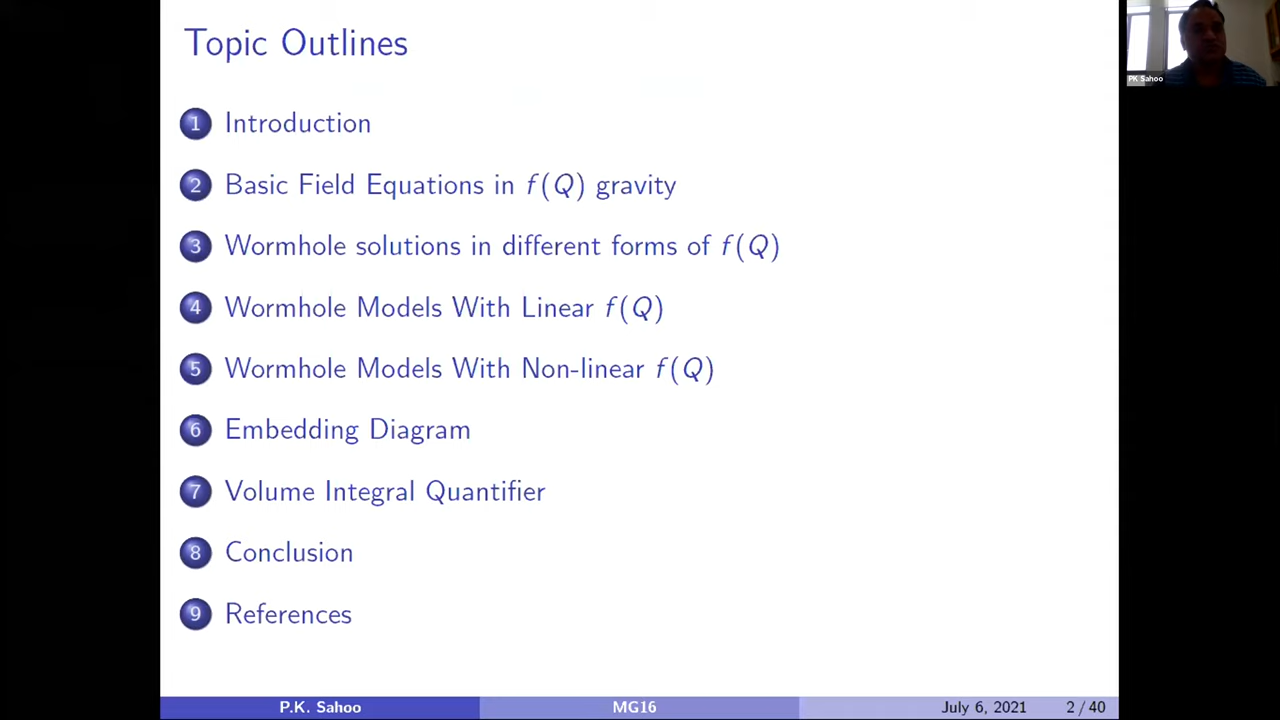 Topic Outlines
1 Introduction
2 Basic Field Equations in f(Q) gravity
3 Wormhole solutions in different forms of f(Q)
4 Wormhole Models With Linear f(Q)
5 Wormhole Models With Non-linear f(Q)
6 Embedding Diagram
7 Volume Integral Quantifier
8 Conclusion
9 References
P.K. Sahoo MG16 July 6, 2021 2 / 40
PK Sahoo